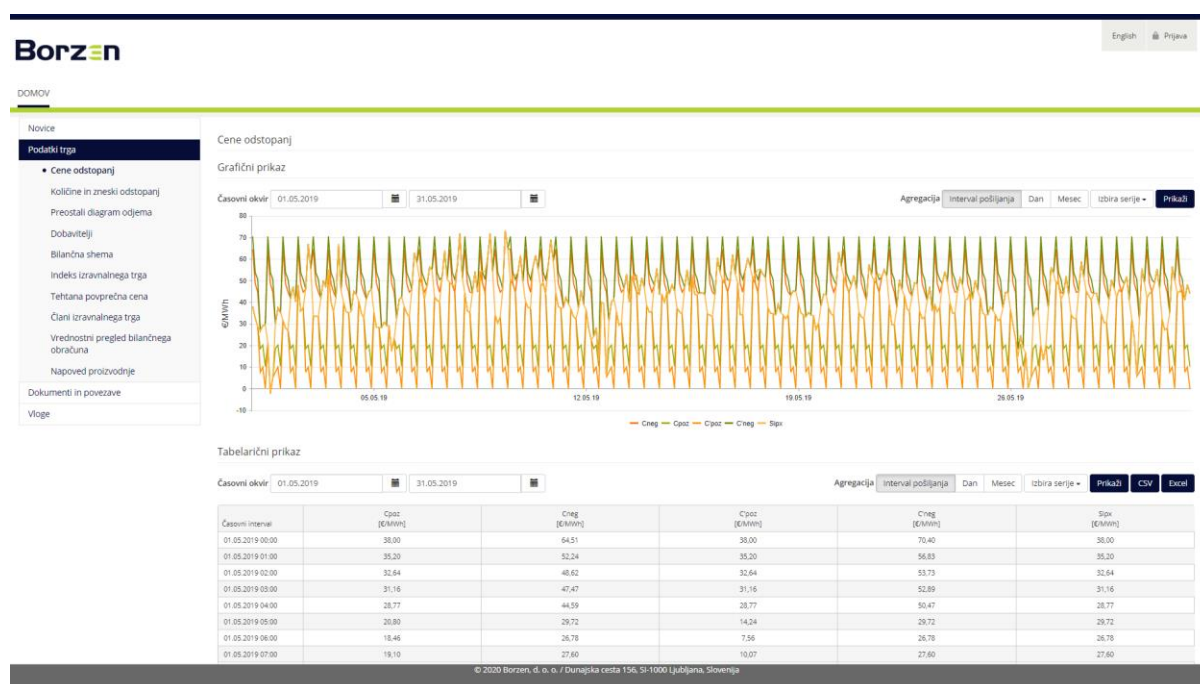 English Prijava
Borzen
DOMOV
Novice
Podatki trga
Cene odstopanj
Količine in zneski odstopanj
Preostali diagram odjema
Dobavitelji
Bilančna shema
Indeks izravnalnega trga
Tehtana povprečna cena
Člani izravnalnega trga
Vrednostni pregled bilančnega
obračuna
Napoved proizvodnje
Dokumenti in povezave
Vloge
Cene odstopanj
Grafični prikaz
Časovni okvir 01.05.2019 31.05.2019 Agregacija Interval pošiljanja Dan Mesec Izbira serije Prikaži
80
70
60
50
40
30
20
10
0
-10
€/MWh
05.05.19 12.05.19 19.05.19 26.05.19
Cneg Cpoz C'poz C'neg Sipx
Tabelarični prikaz
Časovni okvir 01.05.2019 31.05.2019 Agregacija Interval pošiljanja Dan Mesec Izbira serije Prikaži CSV Excel
Časovni interval Cpoz [€/MWh] Cneg [€/MWh] C'poz [€/MWh] C'neg [€/MWh] Sipx [€/MWh]
01.05.2019 00:00 38,00 64,51 38,00 70,40 38,00
01.05.2019 01:00 35,20 52,24 35,20 56,83 35,20
01.05.2019 02:00 32,64 48,62 32,64 53,73 32,64
01.05.2019 03:00 31,16 47,47 31,16 52,89 31,16
01.05.2019 04:00 28,77 44,59 28,77 50,47 28,77
01.05.2019 05:00 20,80 29,72 14,24 29,72 29,72
01.05.2019 06:00 18,46 26,78 7,56 26,78 26,78
01.05.2019 07:00 19,10 27,60 10,07 27,60 27,60
© 2020 Borzen, d. o. o. / Dunajska cesta 156, SI-1000 Ljubljana, Slovenija